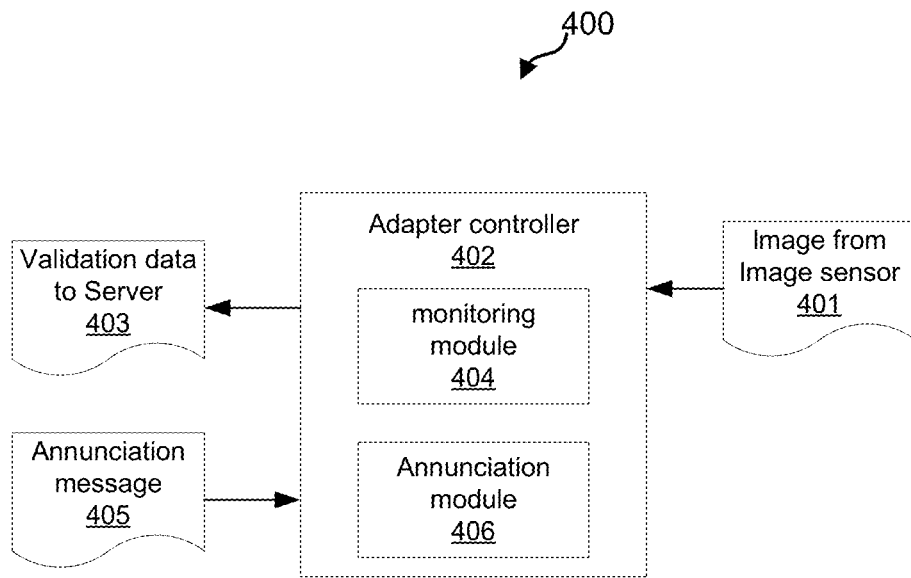 400
Adapter controller
402
Validation data
to Server
403
Image from
Image sensor
401
monitoring
module
404
Annunciation
message
405
Annunciation
module
406